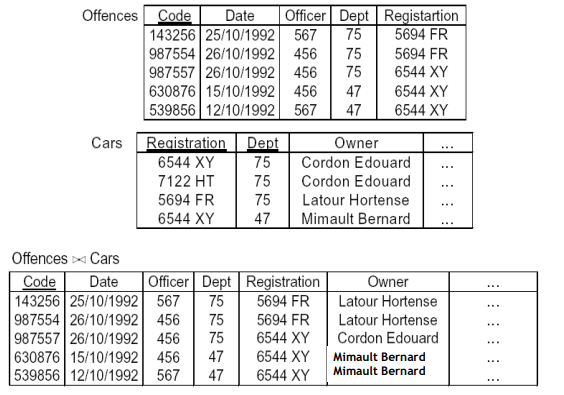 Offences Code Date Officer Dept Registartion
143256 25/10/1992 567 75 5694 FR
987554 26/10/1992 456 75 5694 FR
987557 26/10/1992 456 75 6544 XY
630876 15/10/1992 456 47 6544 XY
539856 12/10/1992 567 47 6544 XY
Cars Registration Dept Owner ...
6544 XY 75 Cordon Edouard ...
7122 HT 75 Cordon Edouard ...
5694 FR 75 Latour Hortense ...
6544 XY 47 Mimault Bernard ...
Offences ⋈ Cars
Code Date Officer Dept Registration Owner ...
143256 25/10/1992 567 75 5694 FR Latour Hortense ...
987554 26/10/1992 456 75 5694 FR Latour Hortense ...
987557 26/10/1992 456 75 6544 XY Cordon Edouard ...
630876 15/10/1992 456 47 6544 XY Mimault Bernard ...
539856 12/10/1992 567 47 6544 XY Mimault Bernard ...